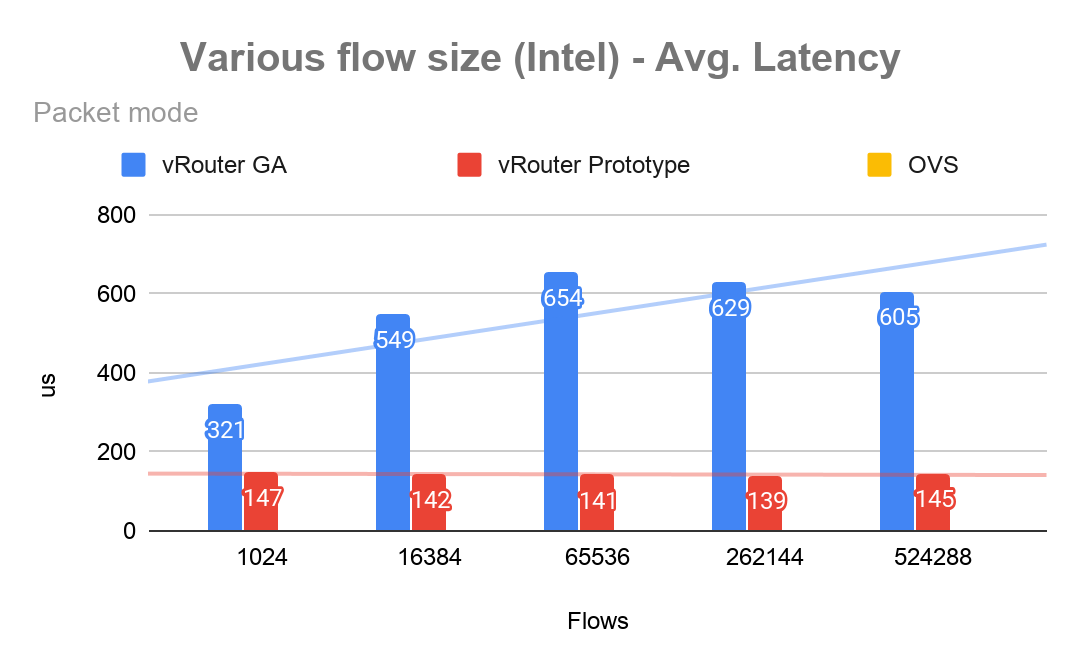 Various flow size (Intel) - Avg. Latency
Packet mode
vRouter GA vRouter Prototype OVS
800
600
400
200
0
us
321 147
549 142
654 141
629 139
605 145
1024 16384 65536 262144 524288
Flows